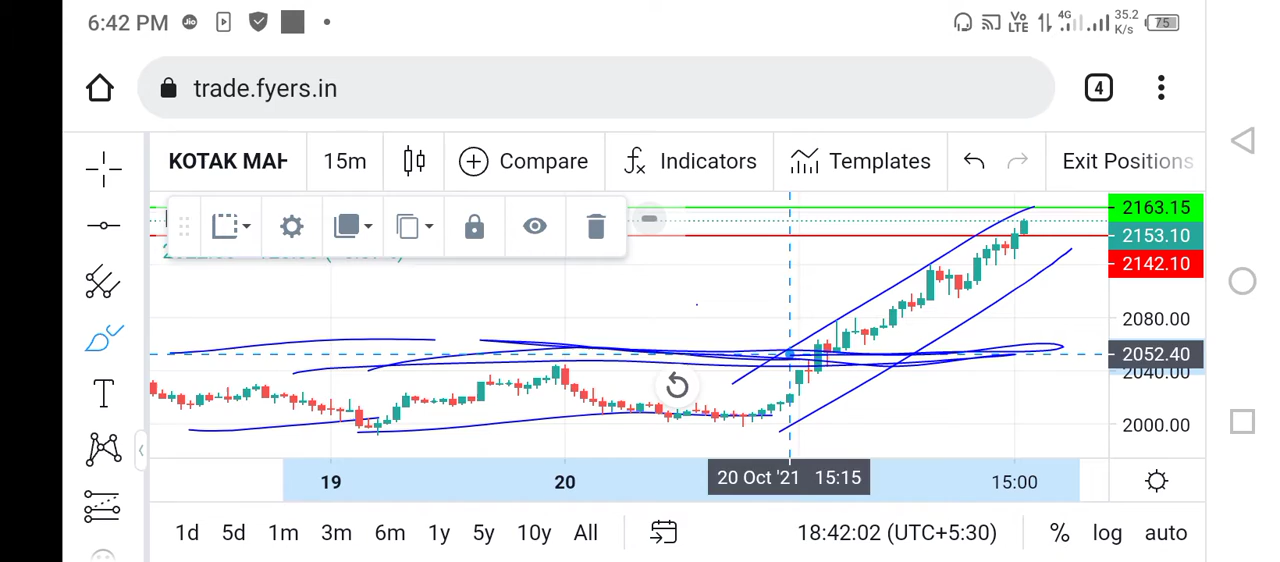 6:42 PM
4G
Vo
LTE
35.2
K/s
75
trade.fyers.in
4
KOTAK MAH
15m
Compare
Indicators
Templates
Exit Positions
2163.15
2153.10
2142.10
2080.00
2052.40
2040.00
2000.00
19
20
20 Oct '21 15:15
15:00
1d 5d 1m 3m 6m 1y 5y 10y All
18:42:02 (UTC+5:30)
% log auto